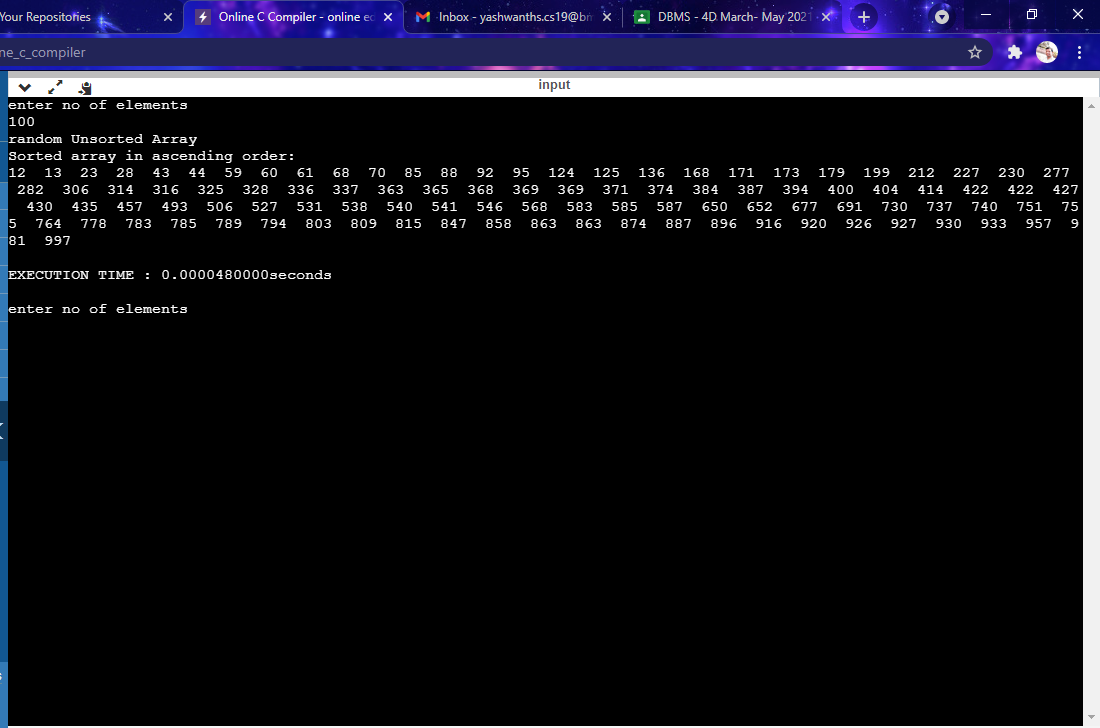 Your Repositories
Online C Compiler - online ed
Inbox - yashwanths.cs19@bm
DBMS - 4D March- May 2021
ne_c_compiler
input
enter no of elements
100
random Unsorted Array
Sorted array in ascending order:
12 13 23 28 43 44 59 60 61 68 70 85 88 92 95 124 125 136 168 171 173 179 199 212 227 230 277
282 306 314 316 325 328 336 337 363 365 368 369 369 371 374 384 387 394 400 404 414 422 422 427
430 435 457 493 506 527 531 538 540 541 546 568 583 585 587 650 652 677 691 730 737 740 751 75
5 764 778 783 785 789 794 803 809 815 847 858 863 863 874 887 896 916 920 926 927 930 933 957 9
81 997
EXECUTION TIME : 0.0000480000seconds
enter no of elements